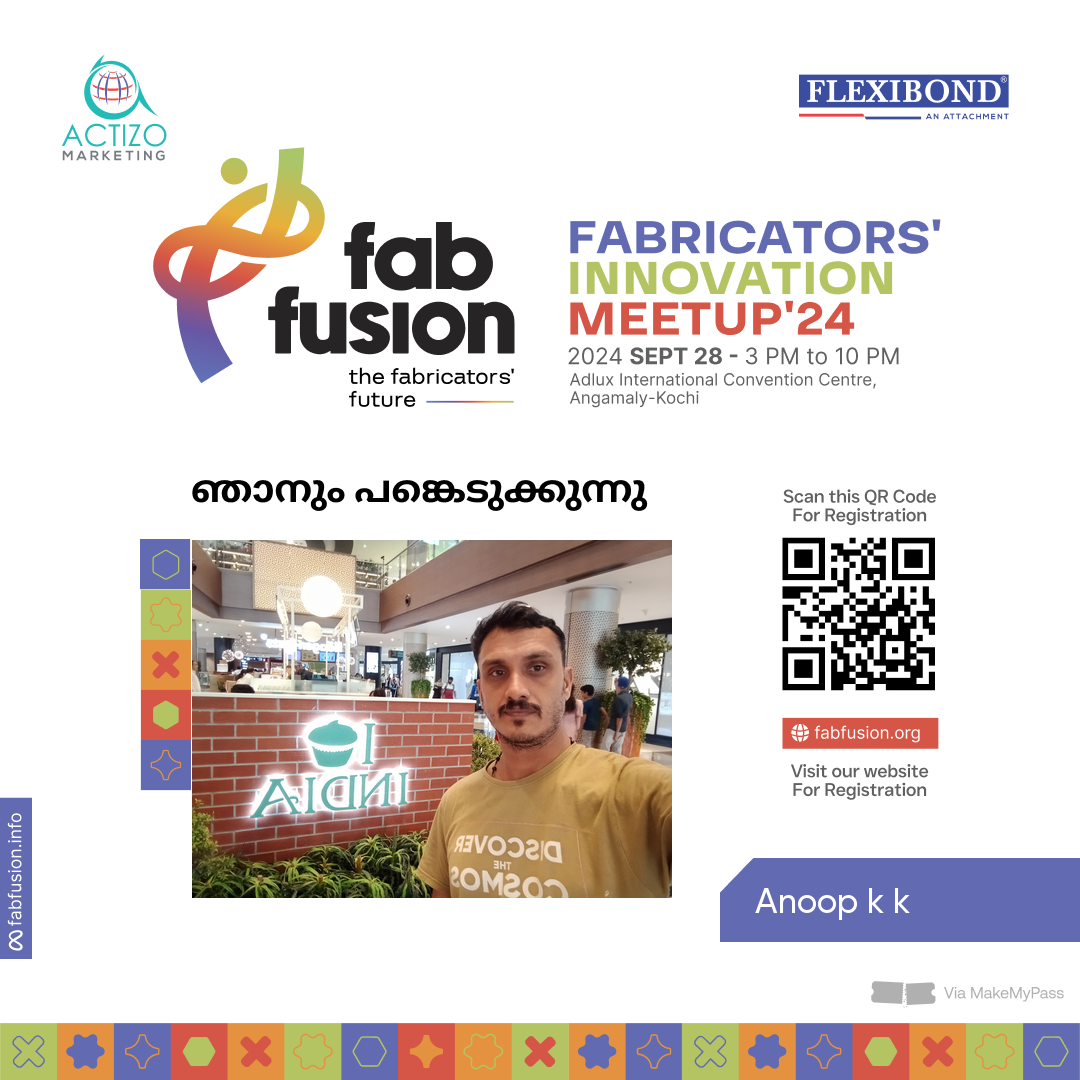 ACTIZO
MARKETING
FLEXIBOND®
AN ATTACHMENT
fab
fusion
the fabricators'
future
FABRICATORS'
INNOVATION
MEETUP'24
2024 SEPT 28 - 3 PM to 10 PM
Adlux International Convention Centre,
Angamaly-Kochi
ഞാനും പങ്കെടുക്കുന്നു
Scan this QR Code
For Registration
I
INDIA
DISCOVER
THE
COSMOS
fabfusion.org
Visit our website
For Registration
fabfusion.info
Anoop k k
Via MakeMyPass